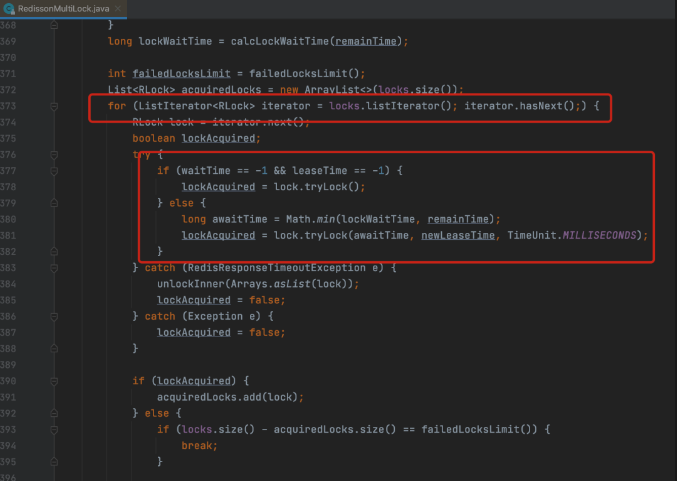 RedissonMultiLock.java
368 }
369 long lockWaitTime = calcLockWaitTime(remainTime);
370
371 int failedLocksLimit = failedLocksLimit();
372 List<RLock> acquiredLocks = new ArrayList<>(locks.size());
373 for (ListIterator<RLock> iterator = locks.listIterator(); iterator.hasNext();) {
374 RLock lock = iterator.next();
375 boolean lockAcquired;
376 try {
377 if (waitTime == -1 && leaseTime == -1) {
378 lockAcquired = lock.tryLock();
379 } else {
380 long awaitTime = Math.min(lockWaitTime, remainTime);
381 lockAcquired = lock.tryLock(awaitTime, newLeaseTime, TimeUnit.MILLISECONDS);
382 }
383 } catch (RedisResponseTimeoutException e) {
384 unlockInner(Arrays.asList(lock));
385 lockAcquired = false;
386 } catch (Exception e) {
387 lockAcquired = false;
388 }
389
390 if (lockAcquired) {
391 acquiredLocks.add(lock);
392 } else {
393 if (locks.size() - acquiredLocks.size() == failedLocksLimit()) {
394 break;
395 }
396